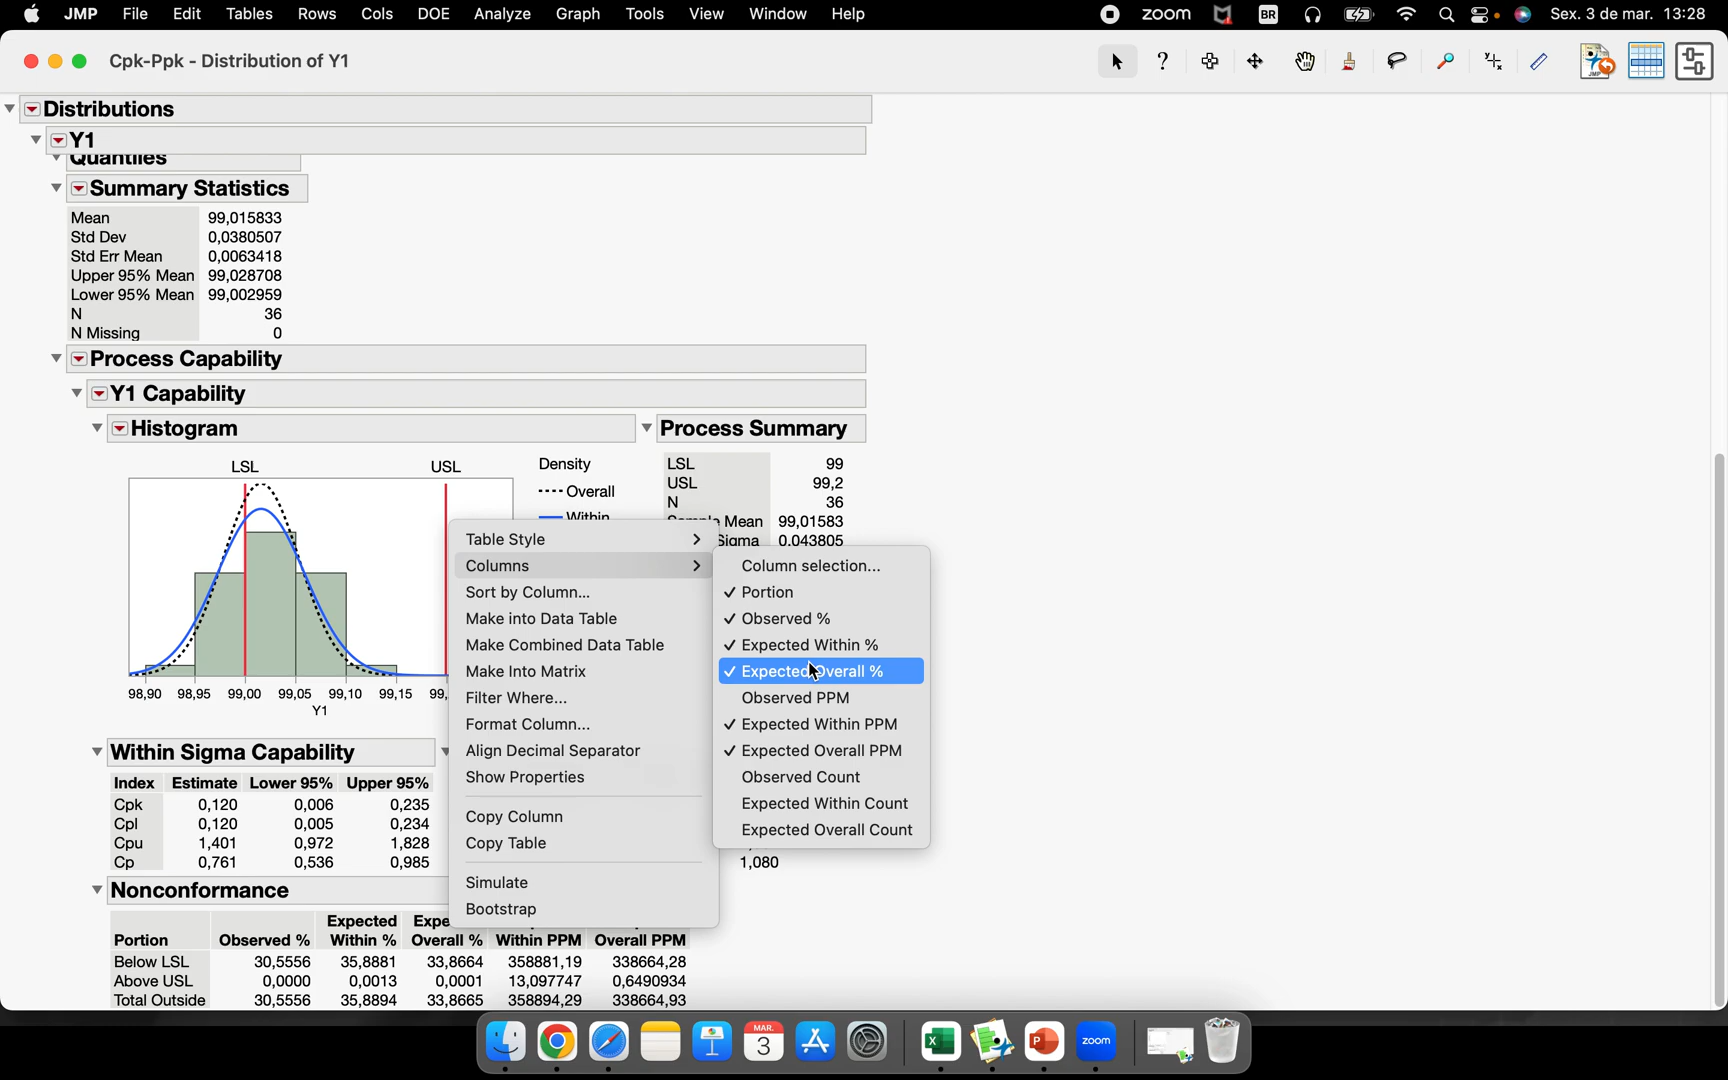 JMP File Edit Tables Rows Cols DOE Analyze Graph Tools View Window Help zoom BR Sex. 3 de mar. 13:28
Cpk-Ppk - Distribution of Y1
Distributions
Y1
Quantiles
Summary Statistics
Mean 99,015833
Std Dev 0,0380507
Std Err Mean 0,0063418
Upper 95% Mean 99,028708
Lower 95% Mean 99,002959
N 36
N Missing 0
Process Capability
Y1 Capability
Histogram Process Summary
LSL USL Density LSL 99
USL 99,2
Overall N 36
Within Sample Mean 99,01583
Sigma 0,043805
98,90 98,95 99,00 99,05 99,10 99,15 99,
Y1
Table Style
Columns
Sort by Column...
Make into Data Table
Make Combined Data Table
Make Into Matrix
Filter Where...
Format Column...
Align Decimal Separator
Show Properties
Copy Column
Copy Table
Simulate
Bootstrap
Column selection...
Portion
Observed %
Expected Within %
Expected Overall %
Observed PPM
Expected Within PPM
Expected Overall PPM
Observed Count
Expected Within Count
Expected Overall Count
Within Sigma Capability
Index Estimate Lower 95% Upper 95%
Cpk 0,120 0,006 0,235
Cpl 0,120 0,005 0,234
Cpu 1,401 0,972 1,828
Cp 0,761 0,536 0,985 1,080
Nonconformance
Expected Expe
Portion Observed % Within % Overall % Within PPM Overall PPM
Below LSL 30,5556 35,8881 33,8664 358881,19 338664,28
Above USL 0,0000 0,0013 0,0001 13,097747 0,6490934
Total Outside 30,5556 35,8894 33,8665 358894,29 338664,93
MAR.
3
zoom